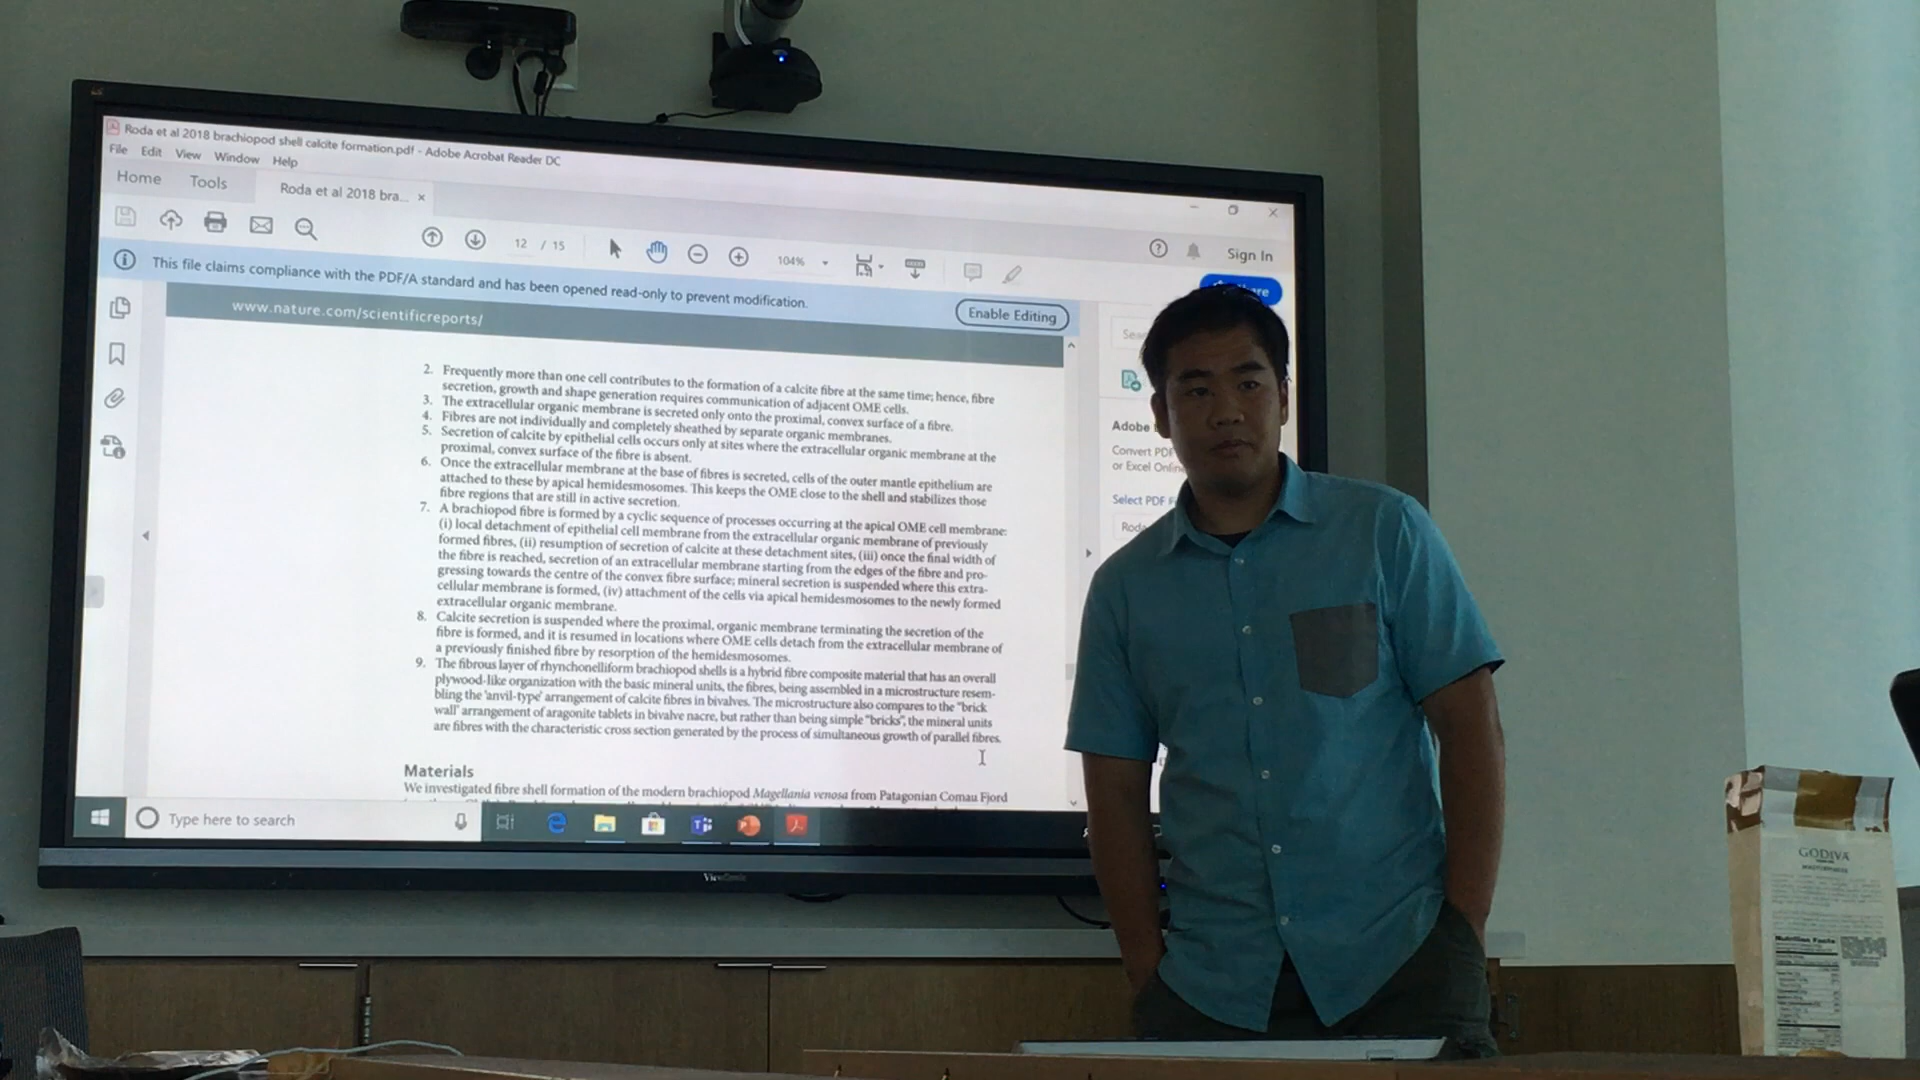 Roda et al 2018 brachiopod shell calcite formation.pdf - Adobe Acrobat Reader DC
File Edit View Window Help
Home Tools Roda et al 2018 bra... ×
12 / 15 104% Sign In
This file claims compliance with the PDF/A standard and has been opened read-only to prevent modification. Enable Editing
www.nature.com/scientificreports/
2. Frequently more than one cell contributes to the formation of a calcite fibre at the same time; hence, fibre
secretion, growth and shape generation requires communication of adjacent OME cells.
3. The extracellular organic membrane is secreted only onto the proximal, convex surface of a fibre.
4. Fibres are not individually and completely sheathed by separate organic membranes.
5. Secretion of calcite by epithelial cells occurs only at sites where the extracellular organic membrane at the
proximal, convex surface of the fibre is absent.
6. Once the extracellular membrane at the base of fibres is secreted, cells of the outer mantle epithelium are
attached to these by apical hemidesmosomes. This keeps the OME close to the shell and stabilizes those
fibre regions that are still in active secretion.
7. A brachiopod fibre is formed by a cyclic sequence of processes occurring at the apical OME cell membrane:
(i) local detachment of epithelial cell membrane from the extracellular organic membrane of previously
formed fibres, (ii) resumption of secretion of calcite at these detachment sites, (iii) once the final width of
the fibre is reached, secretion of an extracellular membrane starting from the edges of the fibre and pro-
gressing towards the centre of the convex fibre surface; mineral secretion is suspended where this extra-
cellular membrane is formed, (iv) attachment of the cells via apical hemidesmosomes to the newly formed
extracellular organic membrane.
8. Calcite secretion is suspended where the proximal, organic membrane terminating the secretion of the
fibre is formed, and it is resumed in locations where OME cells detach from the extracellular membrane of
a previously finished fibre by resorption of the hemidesmosomes.
9. The fibrous layer of rhynchonelliform brachiopod shells is a hybrid fibre composite material that has an overall
plywood-like organization with the basic mineral units, the fibres, being assembled in a microstructure resem-
bling the 'anvil-type' arrangement of calcite fibres in bivalves. The microstructure also compares to the "brick
wall" arrangement of aragonite tablets in bivalve nacre, but rather than being simple "bricks", the mineral units
are fibres with the characteristic cross section generated by the process of simultaneous growth of parallel fibres.
Materials
We investigated fibre shell formation of the modern brachiopod Magellania venosa from Patagonian Comau Fjord
Adobe
Convert PDF
or Excel Online
Select PDF
Type here to search
ViewSonic
GODIVA
MASTERPIECES
Nutrition Facts